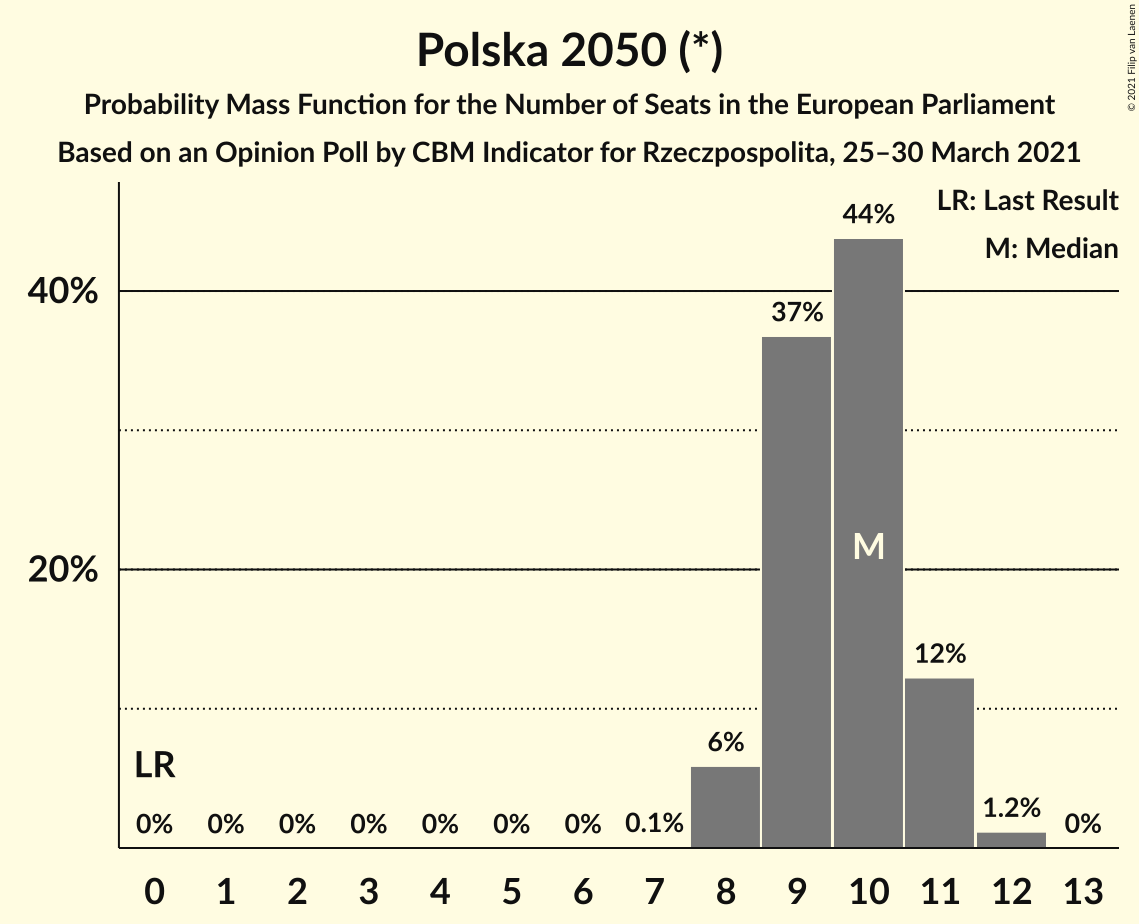 Polska 2050 (*)
Probability Mass Function for the Number of Seats in the European Parliament
Based on an Opinion Poll by CBM Indicator for Rzeczpospolita, 25–30 March 2021
© 2021 Filip van Laenen
LR: Last Result
M: Median
40%
20%
44%
37%
M
12%
6%
LR
0% 0% 0% 0% 0% 0% 0% 0.1% 1.2% 0%
0 1 2 3 4 5 6 7 8 9 10 11 12 13